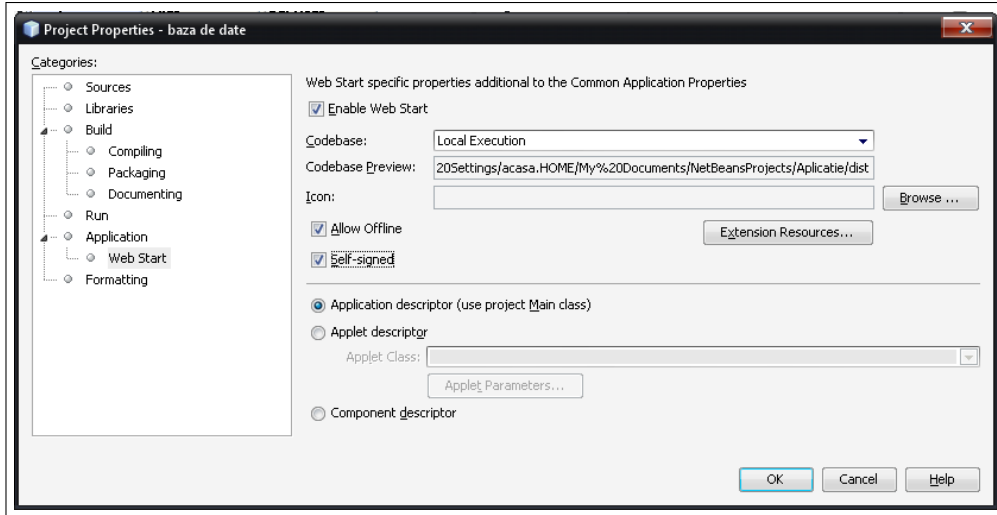 Project Properties - baza de date
Categories:
Sources
Libraries
Build
Compiling
Packaging
Documenting
Run
Application
Web Start
Formatting
Web Start specific properties additional to the Common Application Properties
Enable Web Start
Codebase: Local Execution
Codebase Preview: 20Settings/acasa.HOME/My%20Documents/NetBeansProjects/Aplicatie/dist
Icon: Browse ...
Allow Offline Extension Resources...
Self-signed
Application descriptor (use project Main class)
Applet descriptor
Applet Class:
Applet Parameters...
Component descriptor
OK Cancel Help